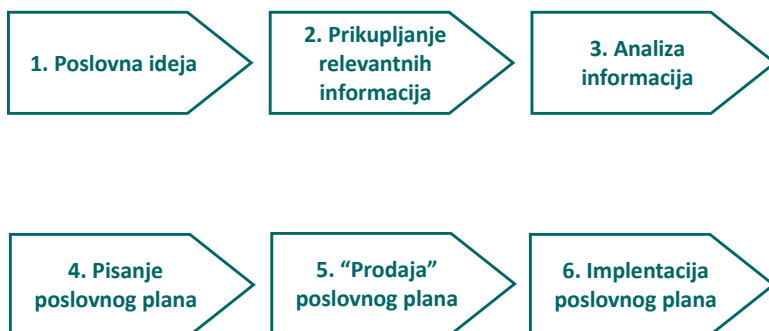 1. Poslovna ideja
2. Prikupljanje
relevantnih
informacija
3. Analiza
informacija
4. Pisanje
poslovnog plana
5. “Prodaja”
poslovnog plana
6. Implentacija
poslovnog plana